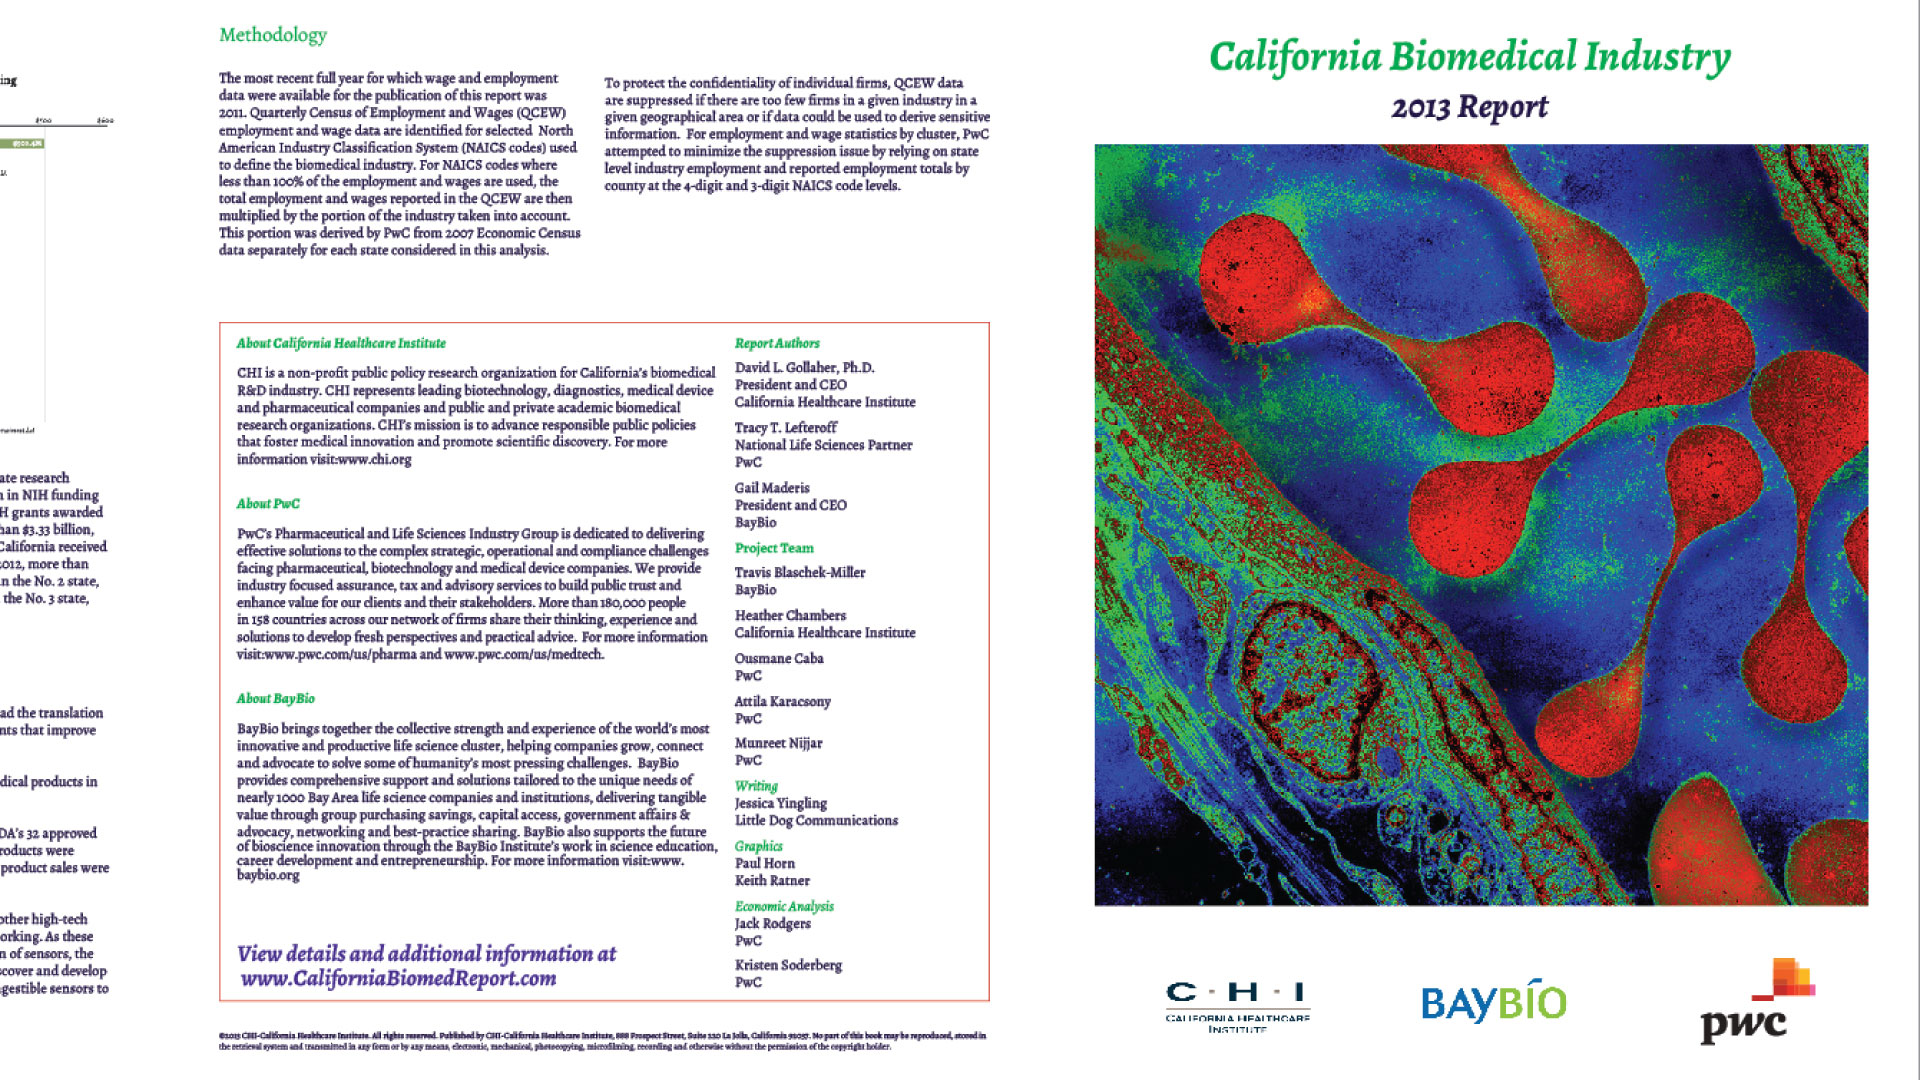 ing
$500
$600
ate research
n in NIH funding
H grants awarded
han $3.33 billion,
California received
2012, more than
n the No. 2 state,
the No. 3 state,
ad the translation
nts that improve
dical products in
DA's 32 approved
roducts were
product sales were
other high-tech
orking. As these
n of sensors, the
scover and develop
gestible sensors to
Methodology
The most recent full year for which wage and employment
data were available for the publication of this report was
2011. Quarterly Census of Employment and Wages (QCEW)
employment and wage data are identified for selected North
American Industry Classification System (NAICS codes) used
to define the biomedical industry. For NAICS codes where
less than 100% of the employment and wages are used, the
total employment and wages reported in the QCEW are then
multiplied by the portion of the industry taken into account.
This portion was derived by PwC from 2007 Economic Census
data separately for each state considered in this analysis.
To protect the confidentiality of individual firms, QCEW data
are suppressed if there are too few firms in a given industry in a
given geographical area or if data could be used to derive sensitive
information. For employment and wage statistics by cluster, PwC
attempted to minimize the suppression issue by relying on state
level industry employment and reported employment totals by
county at the 4-digit and 3-digit NAICS code levels.
About California Healthcare Institute
CHI is a non-profit public policy research organization for California's biomedical
R&D industry. CHI represents leading biotechnology, diagnostics, medical device
and pharmaceutical companies and public and private academic biomedical
research organizations. CHI's mission is to advance responsible public policies
that foster medical innovation and promote scientific discovery. For more
information visit:www.chi.org
About PwC
PwC's Pharmaceutical and Life Sciences Industry Group is dedicated to delivering
effective solutions to the complex strategic, operational and compliance challenges
facing pharmaceutical, biotechnology and medical device companies. We provide
industry focused assurance, tax and advisory services to build public trust and
enhance value for our clients and their stakeholders. More than 180,000 people
in 158 countries across our network of firms share their thinking, experience and
solutions to develop fresh perspectives and practical advice. For more information
visit:www.pwc.com/us/pharma and www.pwc.com/us/medtech.
About BayBio
BayBio brings together the collective strength and experience of the world's most
innovative and productive life science cluster, helping companies grow, connect
and advocate to solve some of humanity's most pressing challenges. BayBio
provides comprehensive support and solutions tailored to the unique needs of
nearly 1000 Bay Area life science companies and institutions, delivering tangible
value through group purchasing savings, capital access, government affairs &
advocacy, networking and best-practice sharing. BayBio also supports the future
of bioscience innovation through the BayBio Institute's work in science education,
career development and entrepreneurship. For more information visit:www.
baybio.org
View details and additional information at
www.CaliforniaBiomedReport.com
Report Authors
David L. Gollaher, Ph.D.
President and CEO
California Healthcare Institute
Tracy T. Lefteroff
National Life Sciences Partner
PwC
Gail Maderis
President and CEO
BayBio
Project Team
Travis Blaschek-Miller
BayBio
Heather Chambers
California Healthcare Institute
Ousmane Caba
PwC
Attila Karacsony
PwC
Munreet Nijjar
PwC
Writing
Jessica Yingling
Little Dog Communications
Graphics
Paul Horn
Keith Ratner
Economic Analysis
Jack Rodgers
PwC
Kristen Soderberg
PwC
©2013 CHI-California Healthcare Institute. All rights reserved. Published by CHI-California Healthcare Institute, 888 Prospect Street, Suite 220 La Jolla, California 92037. No part of this book may be reproduced, stored in
the retrieval system and transmitted in any form or by any means, electronic, mechanical, photocopying, microfilming, recording and otherwise without the permission of the copyright holder.
California Biomedical Industry
2013 Report
C·H·I
CALIFORNIA HEALTHCARE
INSTITUTE
BAYBIO
pwc